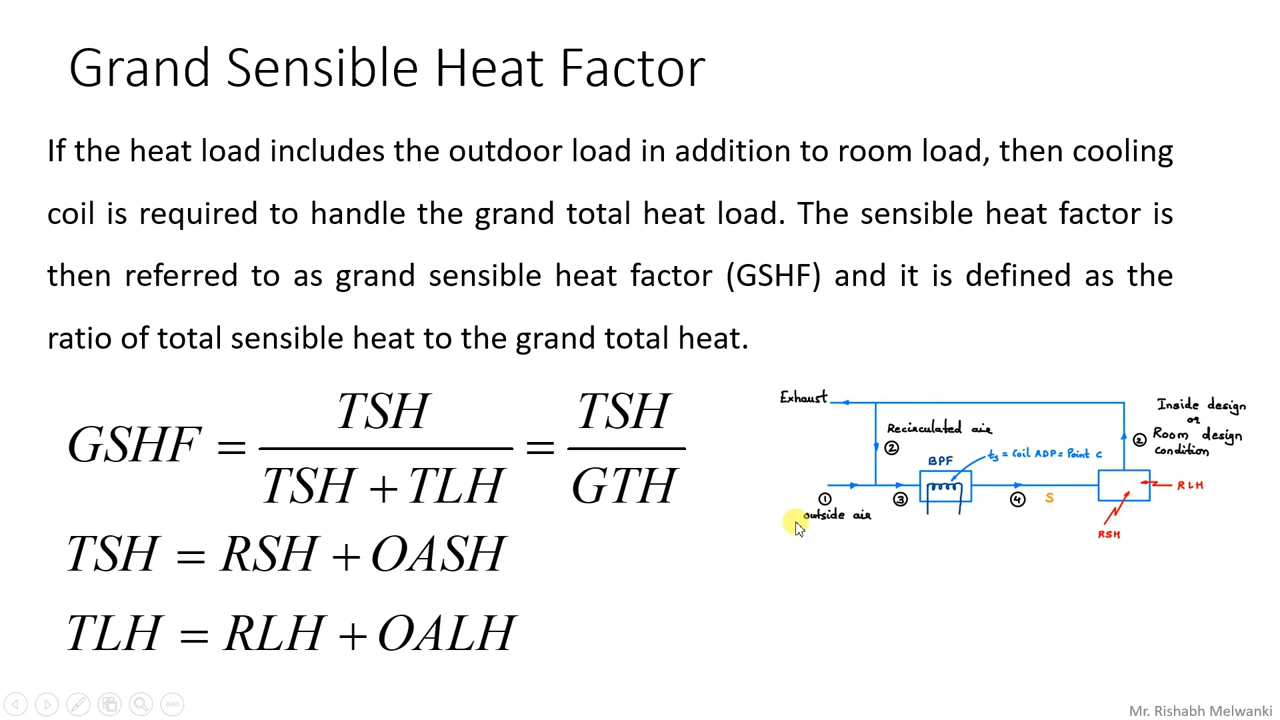 Grand Sensible Heat Factor
If the heat load includes the outdoor load in addition to room load, then cooling
coil is required to handle the grand total heat load. The sensible heat factor is
then referred to as grand sensible heat factor (GSHF) and it is defined as the
ratio of total sensible heat to the grand total heat.
GSHF = TSH / (TSH + TLH) = TSH / GTH
TSH = RSH + OASH
TLH = RLH + OALH
Exhaust
Inside design
or
Room design
condition
②
Recirculated air
②
BPF
t₃ = Coil ADP = Point C
①
outside air
③
④
S
RLH
RSH
Mr. Rishabh Melwanki